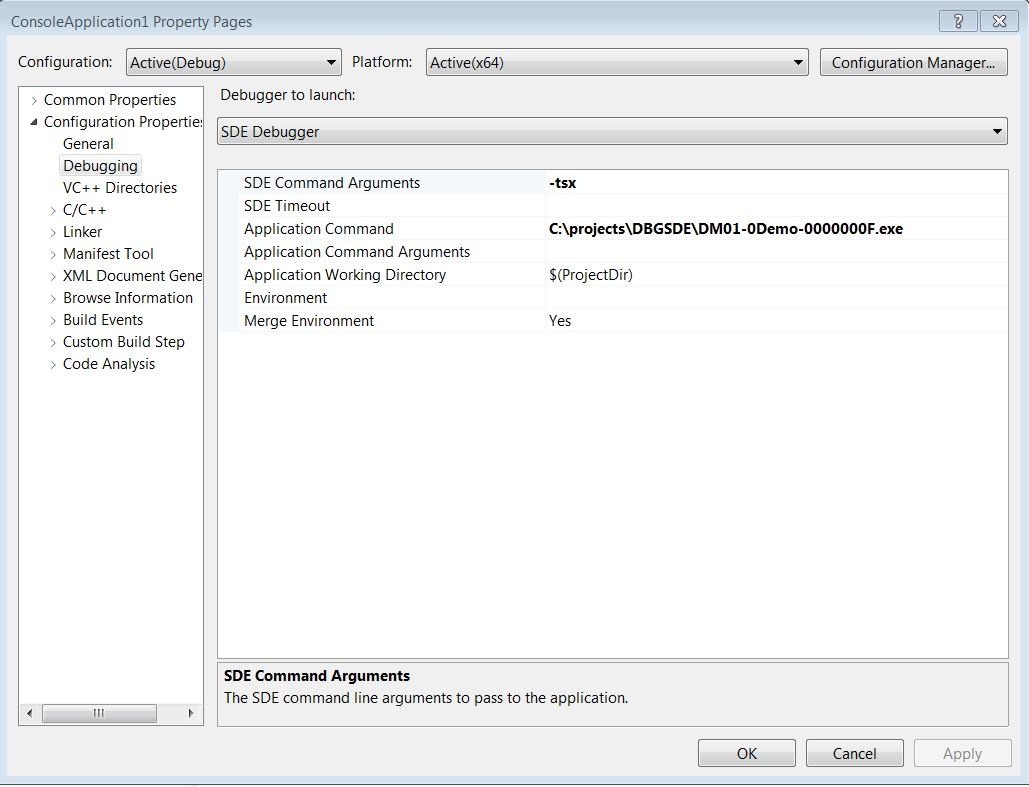 ConsoleApplication1 Property Pages
Configuration: Active(Debug) Platform: Active(x64) Configuration Manager...
Common Properties
Configuration Propertie
General
Debugging
VC++ Directories
C/C++
Linker
Manifest Tool
XML Document Gene
Browse Information
Build Events
Custom Build Step
Code Analysis
Debugger to launch:
SDE Debugger
SDE Command Arguments -tsx
SDE Timeout
Application Command C:\projects\DBGSDE\DM01-0Demo-0000000F.exe
Application Command Arguments
Application Working Directory $(ProjectDir)
Environment
Merge Environment Yes
SDE Command Arguments
The SDE command line arguments to pass to the application.
OK Cancel Apply